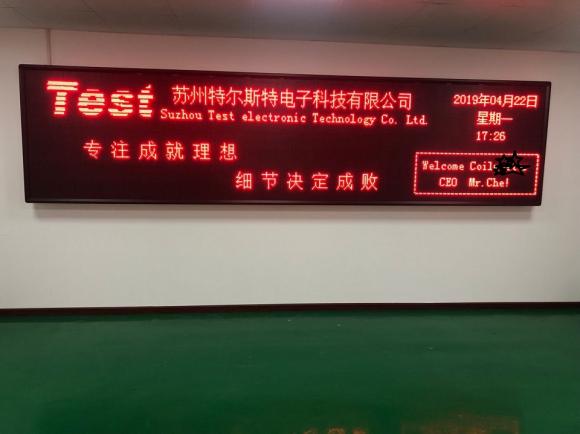 Test
苏州特尔斯特电子科技有限公司
Suzhou Test electronic Technology Co. Ltd.
2019年04月22日
星期一
17:26
专注成就理想
细节决定成败
Welcome
CEO Mr.Che!